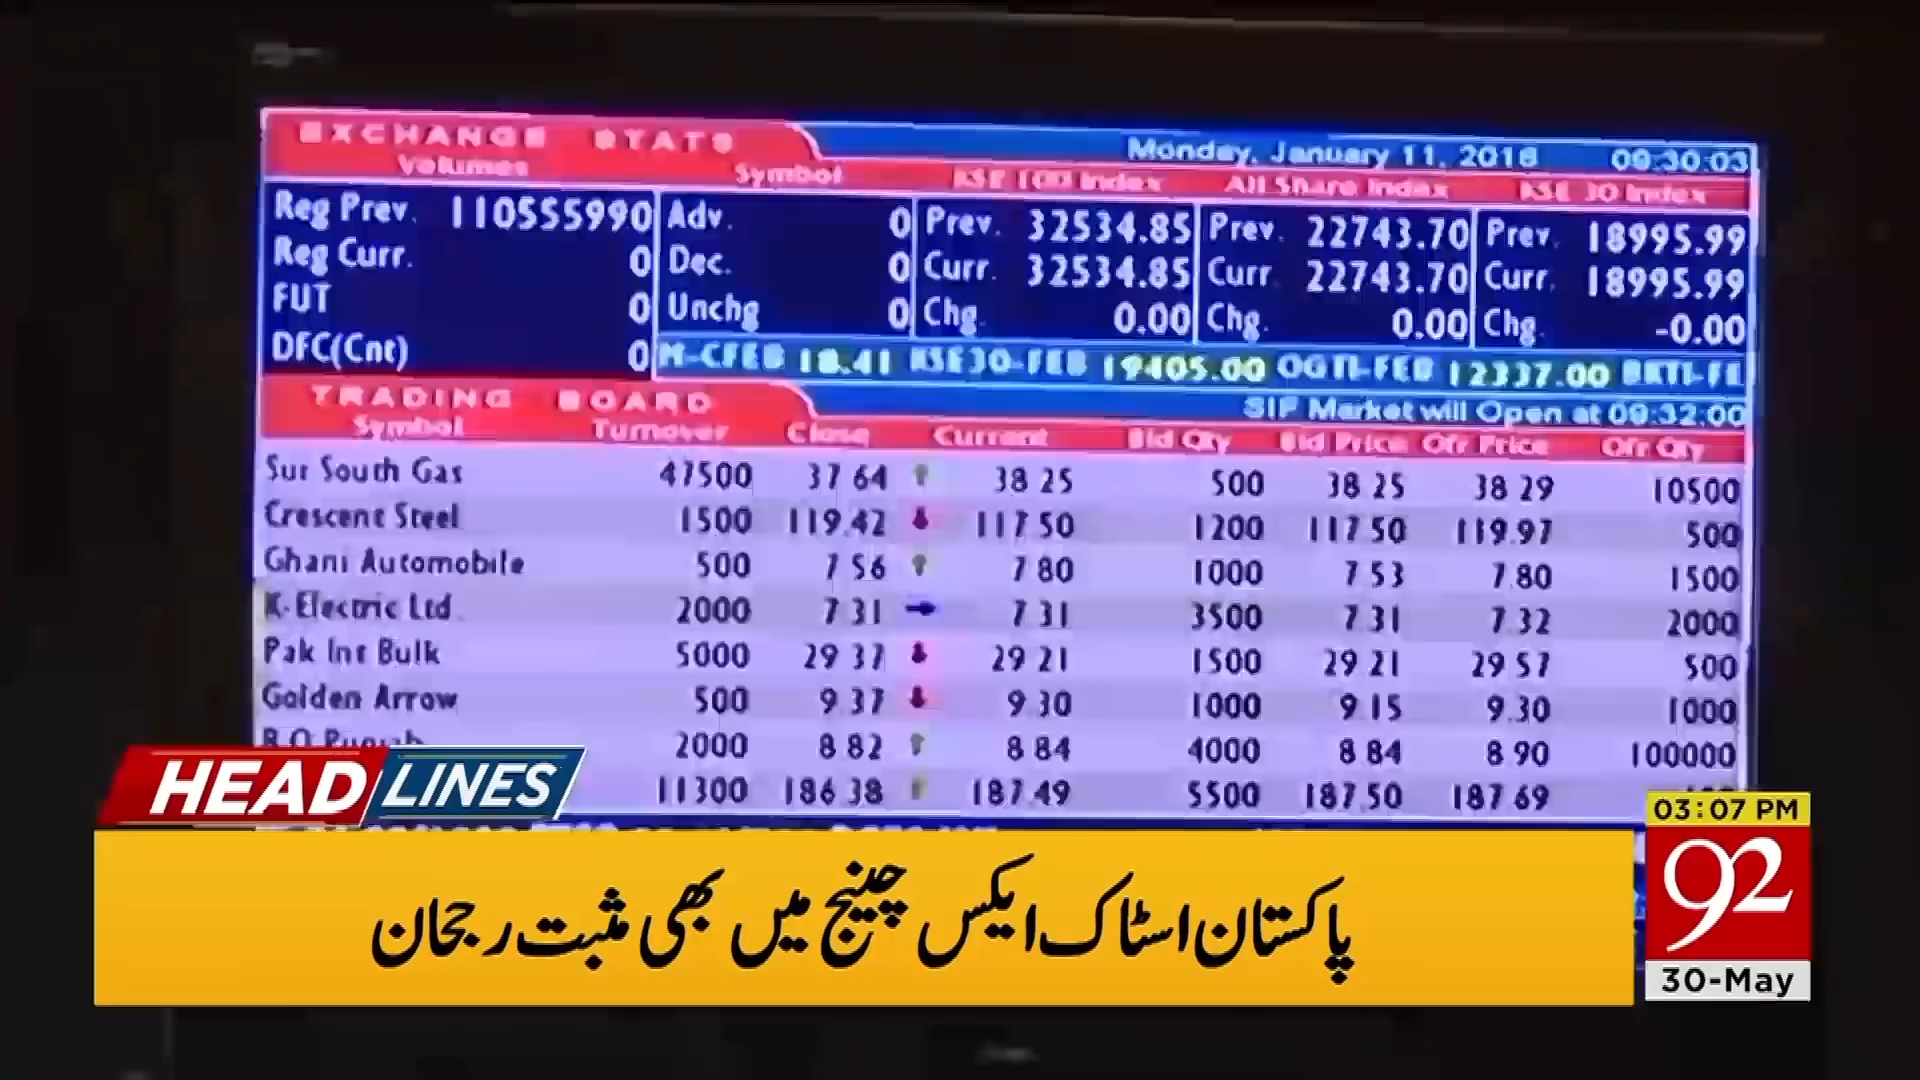 EXCHANGE STATS
Monday, January 11, 2016 09:30:03
Volumes Symbol KSE 100 Index All Share Index KSE 30 Index
Reg Prev. 110555990 Adv. 0 Prev. 32534.85 Prev. 22743.70 Prev. 18995.99
Reg Curr. 0 Dec. 0 Curr. 32534.85 Curr. 22743.70 Curr. 18995.99
FUT 0 Unchg 0 Chg. 0.00 Chg. 0.00 Chg. -0.00
DFC(Cnt) 0
M-CFEB 18.41 KSE30-FEB 19405.00 OGTI-FEB 12337.00 BKTI-FE
TRADING BOARD
SIF Market will Open at 09:32:00
Symbol Turnover Close Current Bid Qty Bid Price Ofr Price Ofr Qty
Sur South Gas 47500 37.64 38.25 500 38.25 38.29 10500
Crescent Steel 1500 119.42 117.50 1200 117.50 119.97 500
Ghani Automobile 500 7.56 7.80 1000 7.53 7.80 1500
K-Electric Ltd. 2000 7.31 7.31 3500 7.31 7.32 2000
Pak Int Bulk 5000 29.37 29.21 1500 29.21 29.57 500
Golden Arrow 500 9.37 9.30 1000 9.15 9.30 1000
B.O.Punjab 2000 8.82 8.84 4000 8.84 8.90 100000
11300 186.38 187.49 5500 187.50 187.69
HEADLINES
پاکستان اسٹاک ایکس چینج میں بھی مثبت رجحان
03:07 PM
92
30-May